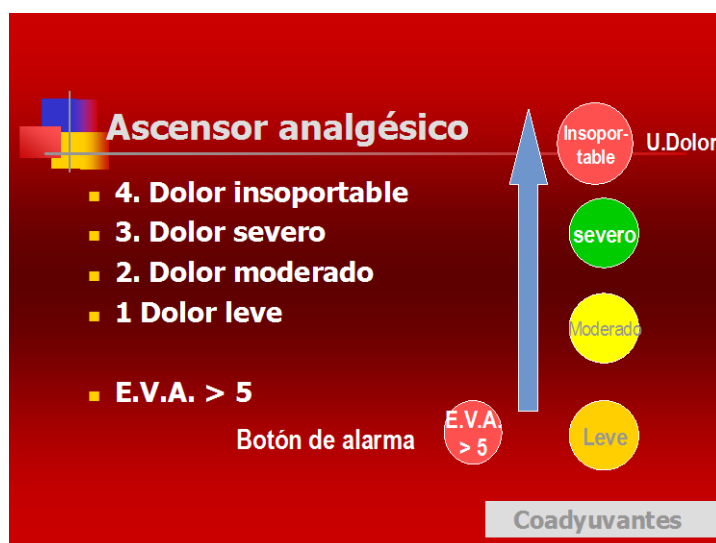 Ascensor analgésico
4. Dolor insoportable
3. Dolor severo
2. Dolor moderado
1 Dolor leve
E.V.A. > 5
Botón de alarma
E.V.A.
> 5
Insopor-
table
U.Dolor
severo
Moderado
Leve
Coadyuvantes